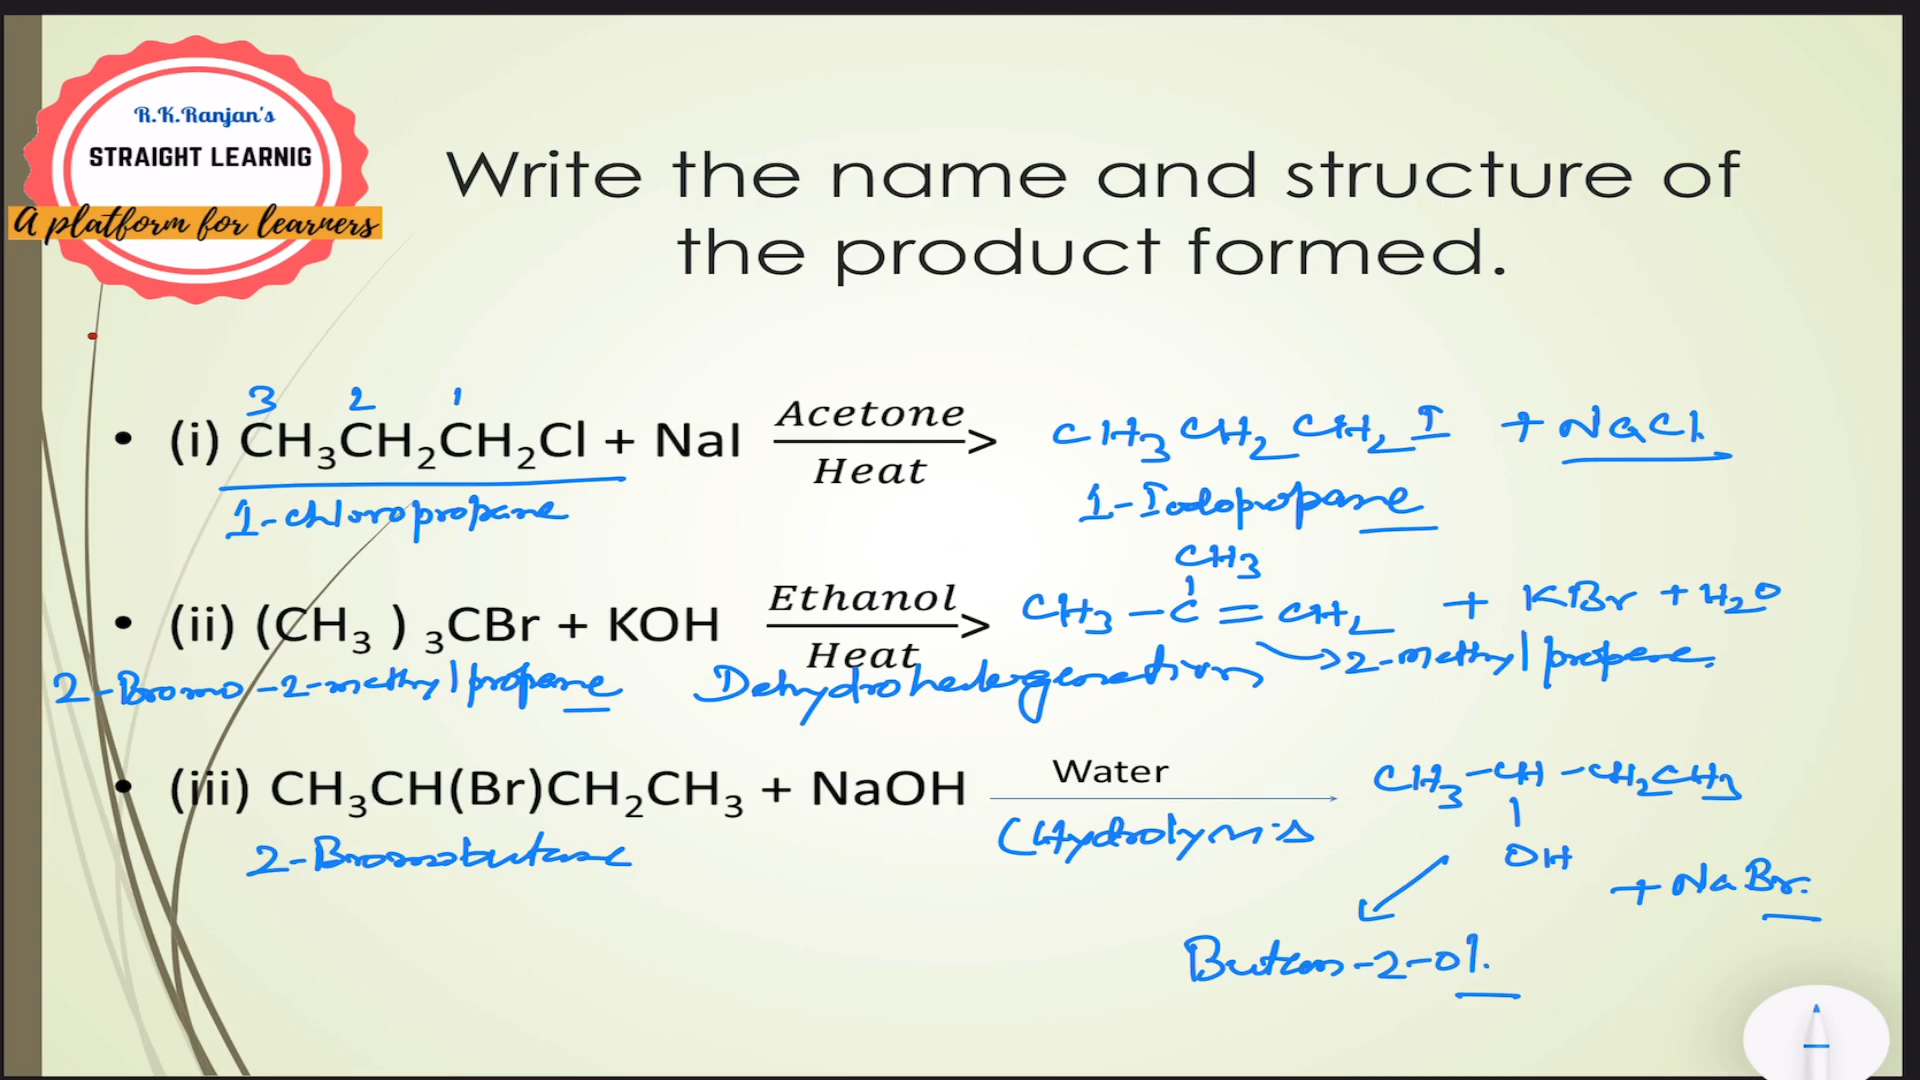 R.K.Ranjan's
STRAIGHT LEARNIG
A platform for learners
Write the name and structure of
the product formed.
3 2 1
• (i) CH₃CH₂CH₂Cl + NaI Acetone Heat > CH₃CH₂CH₂I + NaCl
1-chloropropane 1-Iodopropane
CH₃
• (ii) (CH₃ ) ₃CBr + KOH Ethanol Heat > CH₃-C=CH₂ + KBr + H₂O
2-Bromo-2-methylpropane Dehydrohalogenation →2-methylpropene.
• (iii) CH₃CH(Br)CH₂CH₃ + NaOH Water CH₃-CH-CH₂CH₃
2-Bromobutane (Hydrolysis OH
+ NaBr.
Butan-2-ol.